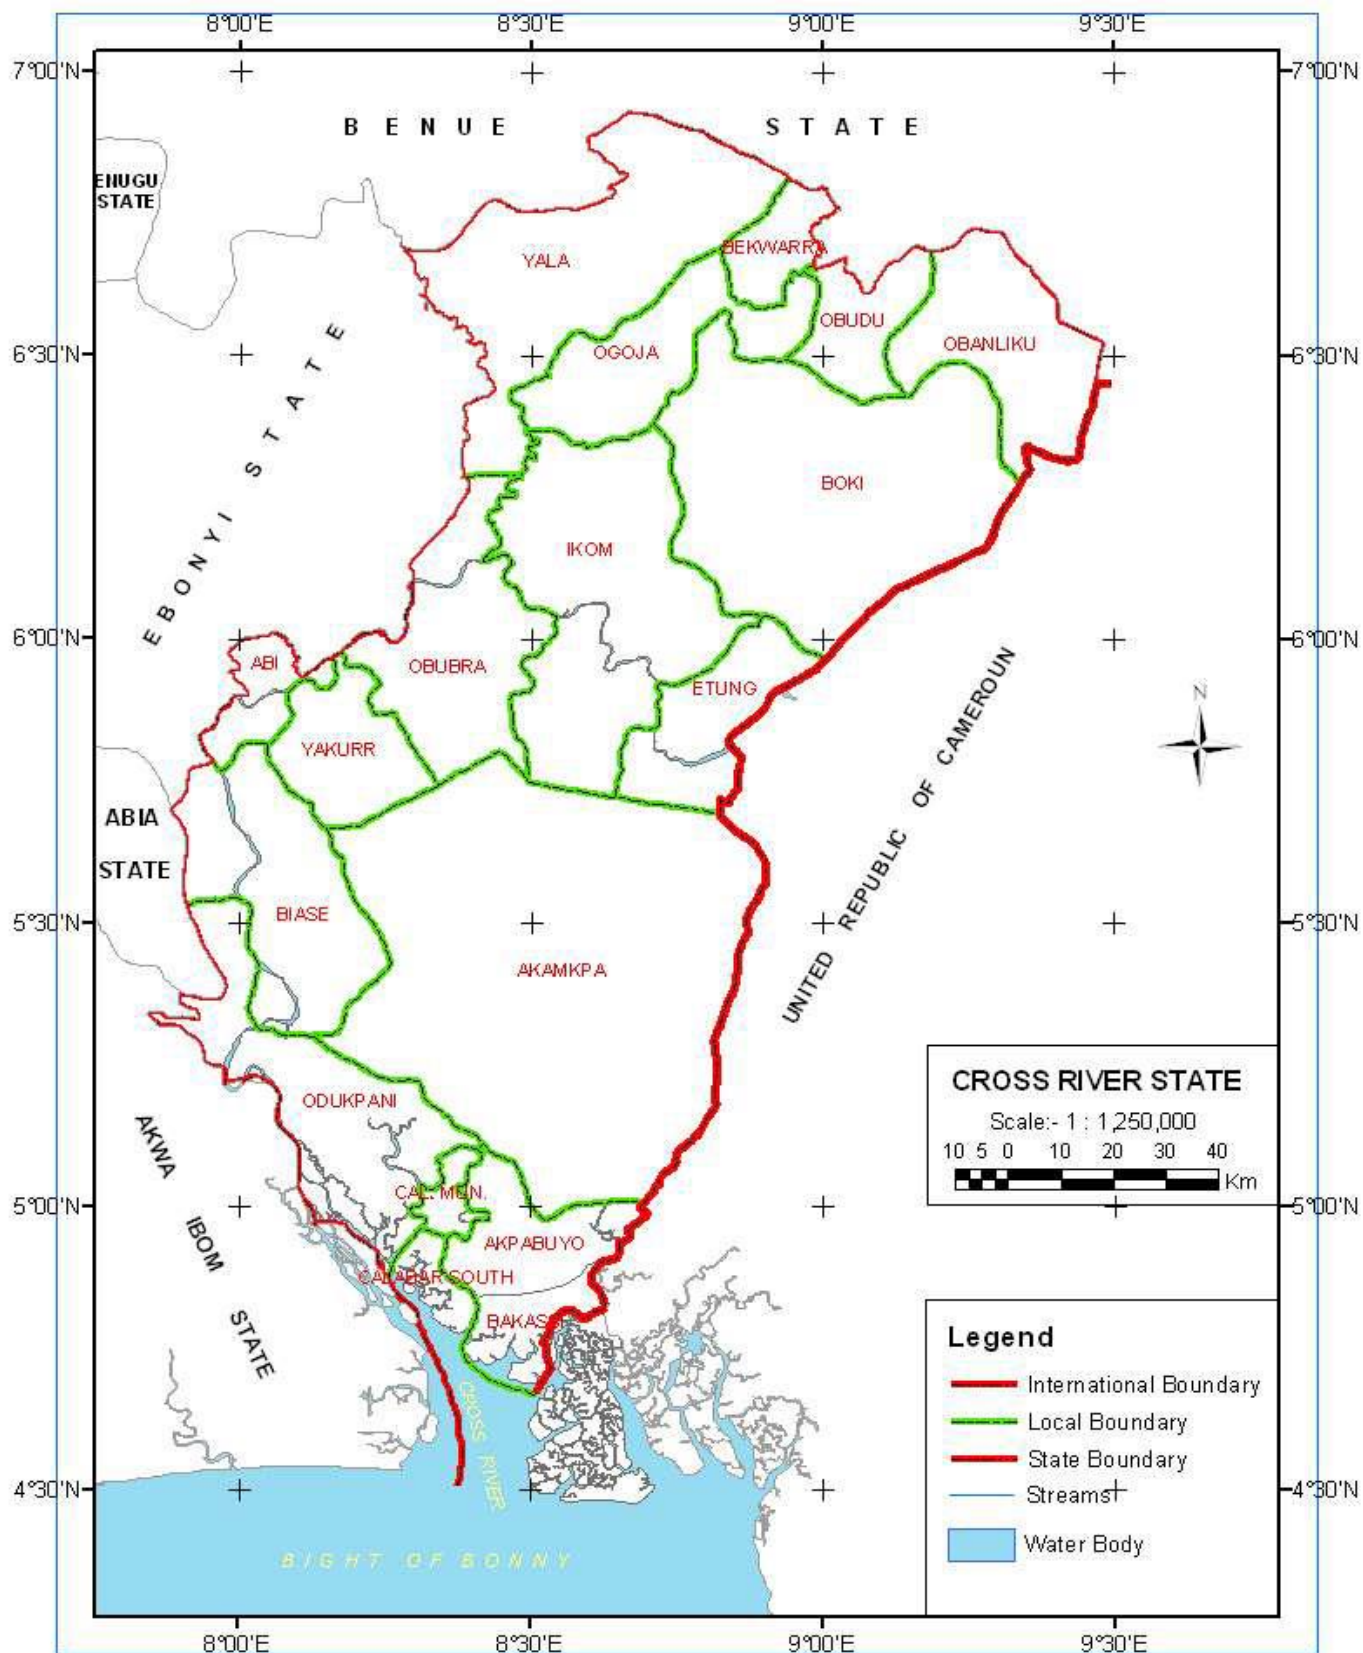 8°00'E 8°30'E 9°00'E 9°30'E
7°00'N 7°00'N
BENUE STATE
ENUGU
STATE
BEKWARRA
YALA
OBUDU
OBANLIKU
OGOJA
6°30'N 6°30'N
EBONYI STATE
BOKI
IKOM
6°00'N 6°00'N
ABI
OBUBRA
ETUNG
YAKURR
N
UNITED REPUBLIC OF CAMEROUN
ABIA
STATE
BIASE
5°30'N 5°30'N
AKAMKPA
CROSS RIVER STATE
Scale:- 1 : 1,250,000
10 5 0 10 20 30 40
Km
ODUKPANI
AKWA IBOM STATE
CAL. MUN.
5°00'N 5°00'N
AKPABUYO
CALABAR SOUTH
BAKASSI
CROSS RIVER
Legend
International Boundary
Local Boundary
State Boundary
Streams
Water Body
4°30'N 4°30'N
BIGHT OF BONNY
8°00'E 8°30'E 9°00'E 9°30'E